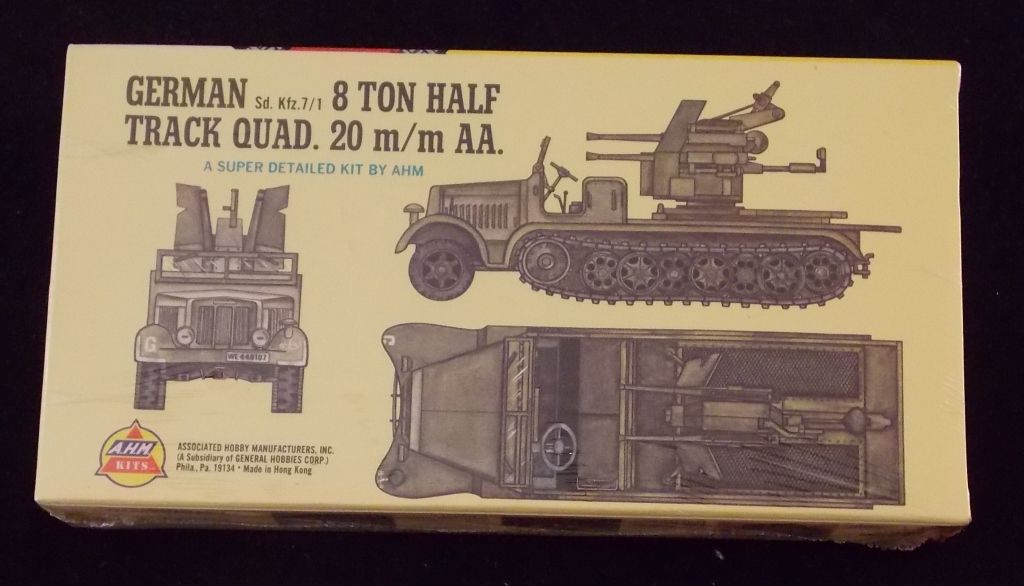 GERMAN Sd. Kfz.7/1 8 TON HALF
TRACK QUAD. 20 m/m AA.
A SUPER DETAILED KIT BY AHM
G
WE 448107
AHM
KITS
ASSOCIATED HOBBY MANUFACTURERS, INC.
(A Subsidiary of GENERAL HOBBIES CORP.)
Phila., Pa. 19134 • Made in Hong Kong